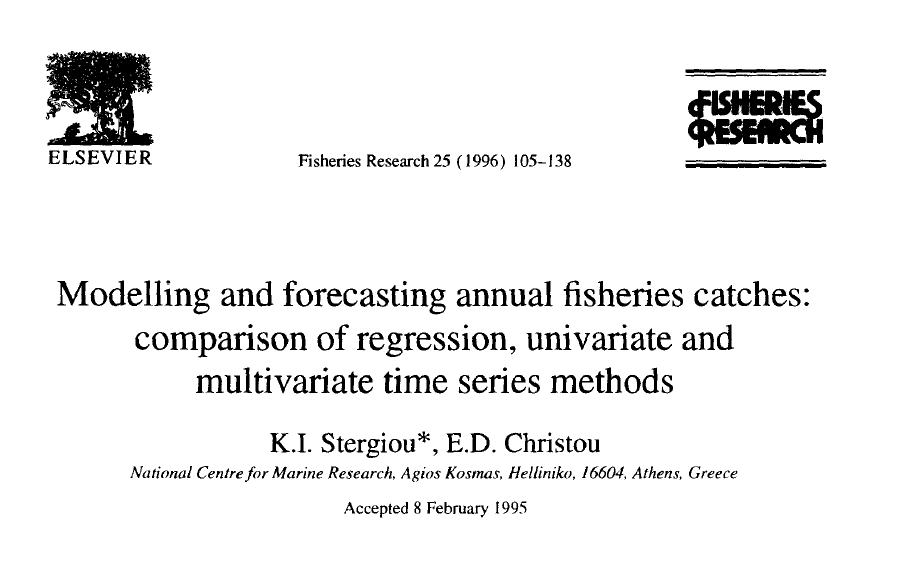 ELSEVIER
Fisheries Research 25 (1996) 105-138
FISHERIES
RESEARCH
Modelling and forecasting annual fisheries catches:
comparison of regression, univariate and
multivariate time series methods
K.I. Stergiou*, E.D. Christou
National Centre for Marine Research, Agios Kosmas, Helliniko, 16604, Athens, Greece
Accepted 8 February 1995